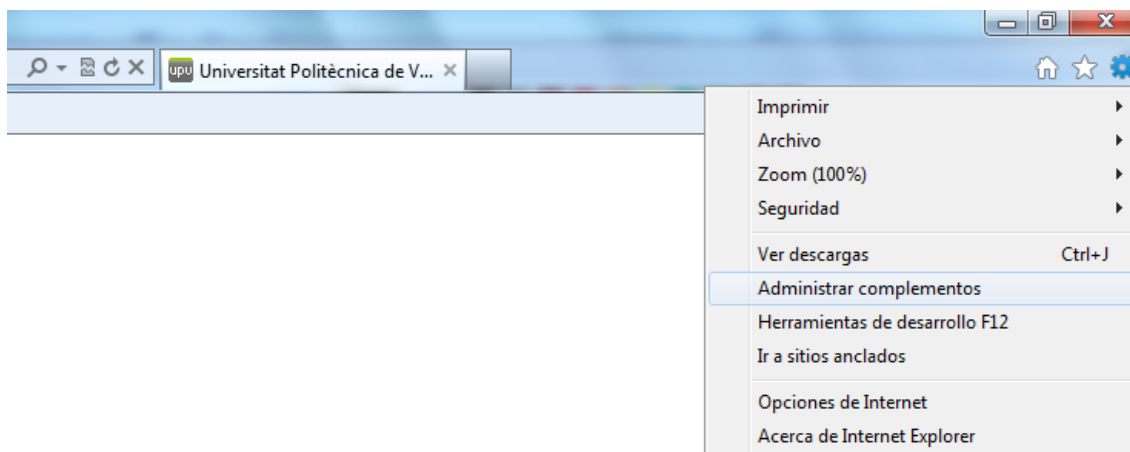 upv Universitat Politècnica de V...
Imprimir
Archivo
Zoom (100%)
Seguridad
Ver descargas Ctrl+J
Administrar complementos
Herramientas de desarrollo F12
Ir a sitios anclados
Opciones de Internet
Acerca de Internet Explorer